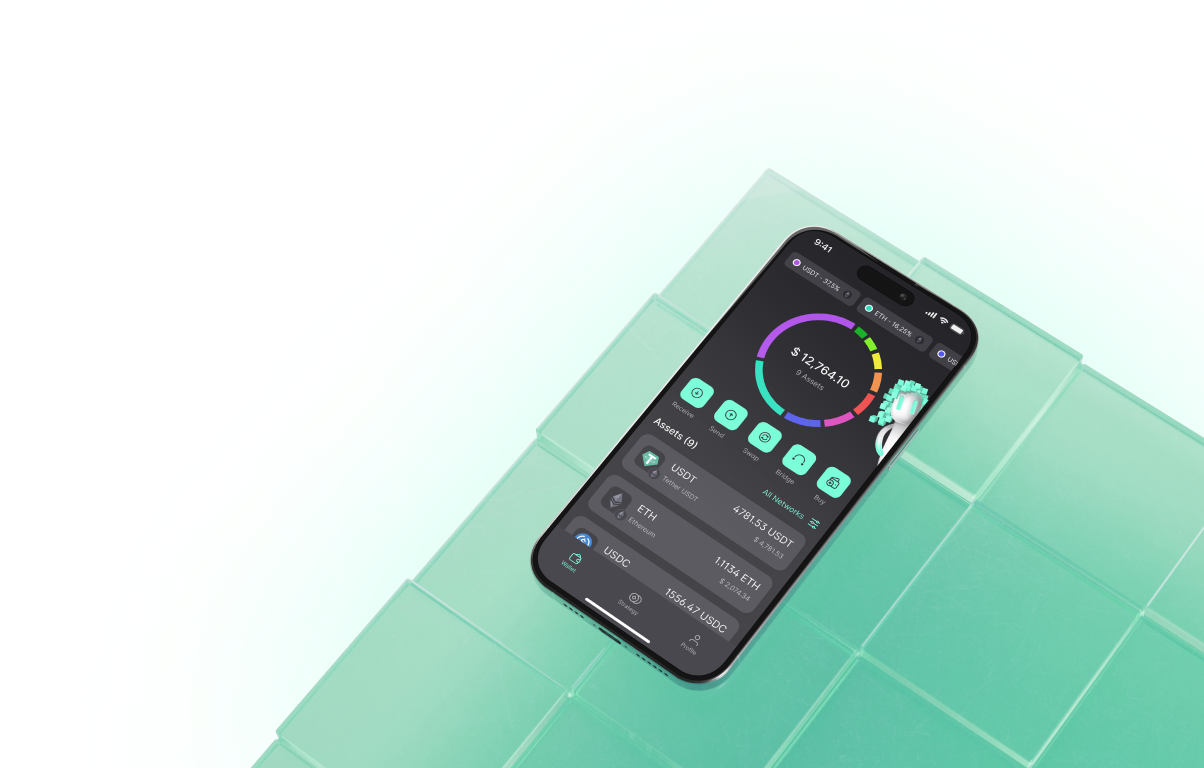 9:41
USDT - 37,5%
ETH - 16,25%
US
$ 12,764.10
9 Assets
Receive
Send
Swap
Bridge
Buy
Assets (9)
All Networks
USDT
Tether USDT
4781.53 USDT
$ 4,781.53
ETH
Ethereum
1.1134 ETH
$ 2,074.34
USDC
1556.47 USDC
Wallet
Strategy
Profile